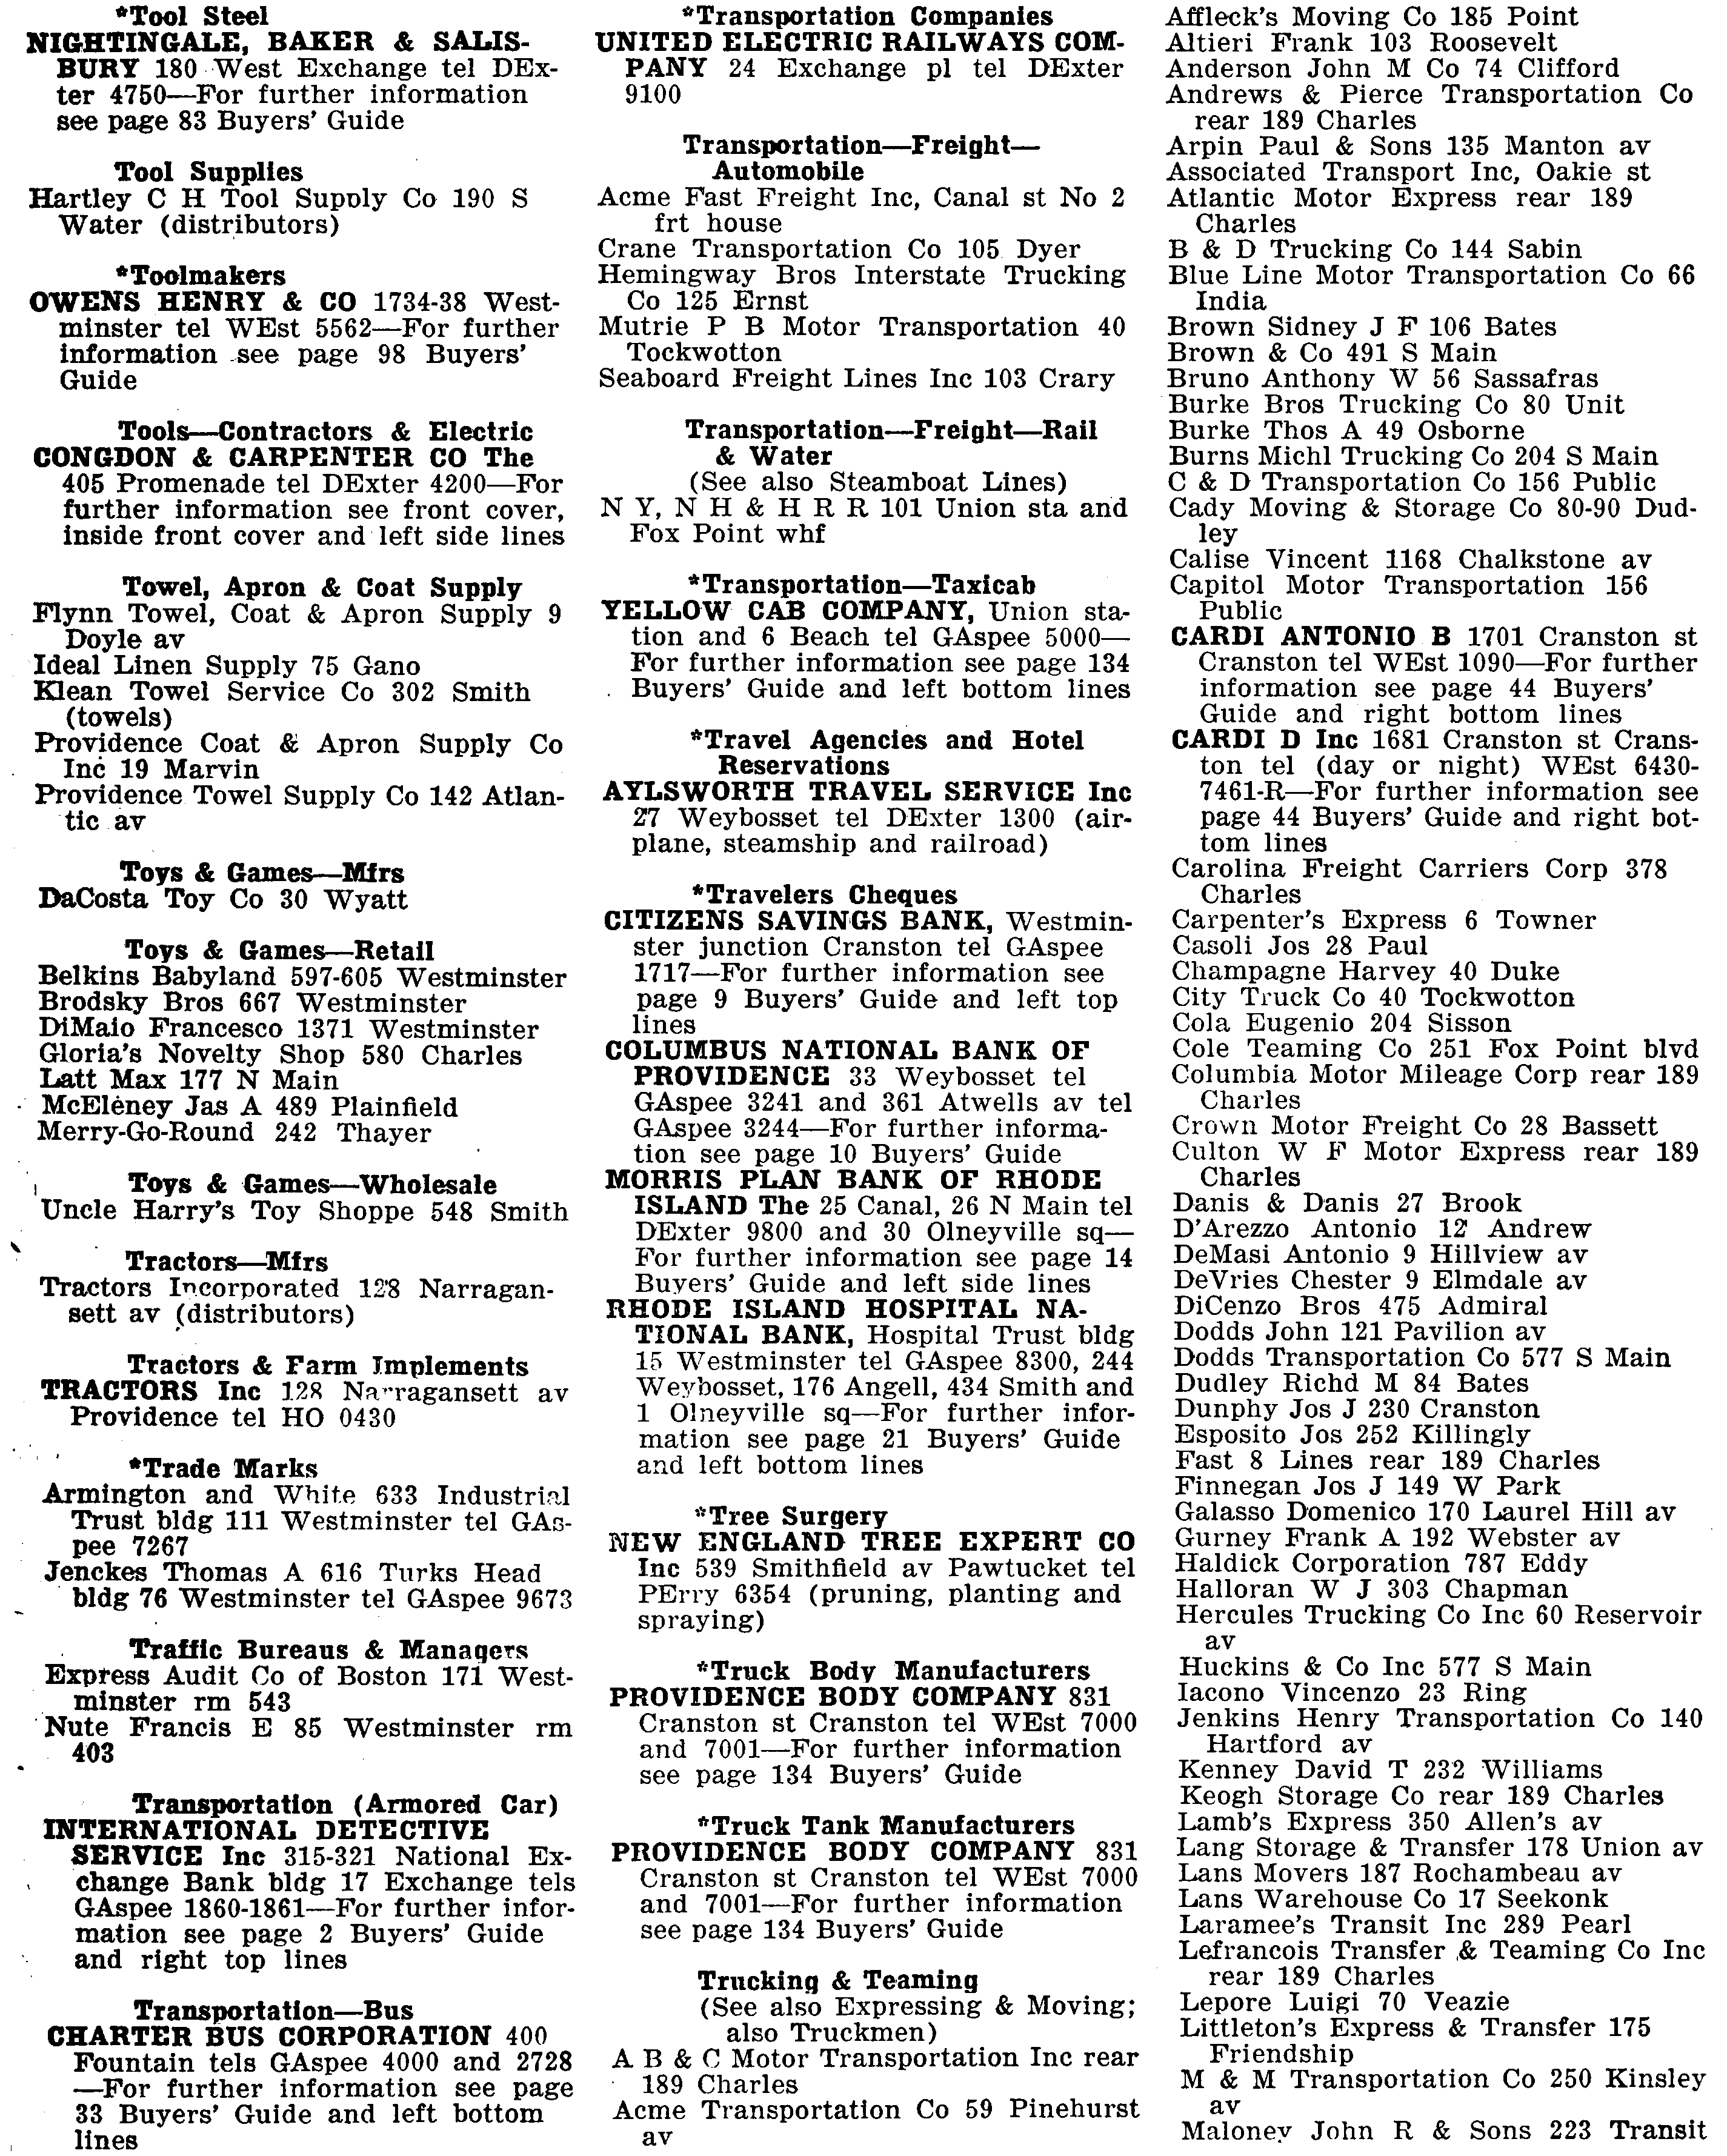 *Tool Steel
NIGHTINGALE, BAKER & SALIS-
BURY 180 West Exchange tel DEx-
ter 4750—For further information
see page 83 Buyers' Guide
Tool Supplies
Hartley C H Tool Supply Co 190 S
Water (distributors)
*Toolmakers
OWENS HENRY & CO 1734-38 West-
minster tel WEst 5562—For further
information see page 98 Buyers'
Guide
Tools—Contractors & Electric
CONGDON & CARPENTER CO The
405 Promenade tel DExter 4200—For
further information see front cover,
inside front cover and left side lines
Towel, Apron & Coat Supply
Flynn Towel, Coat & Apron Supply 9
Doyle av
Ideal Linen Supply 75 Gano
Klean Towel Service Co 302 Smith
(towels)
Providence Coat & Apron Supply Co
Inc 19 Marvin
Providence Towel Supply Co 142 Atlan-
tic av
Toys & Games—Mfrs
DaCosta Toy Co 30 Wyatt
Toys & Games—Retail
Belkins Babyland 597-605 Westminster
Brodsky Bros 667 Westminster
DiMaio Francesco 1371 Westminster
Gloria's Novelty Shop 580 Charles
Latt Max 177 N Main
McEleney Jas A 489 Plainfield
Merry-Go-Round 242 Thayer
Toys & Games—Wholesale
Uncle Harry's Toy Shoppe 548 Smith
Tractors—Mfrs
Tractors Incorporated 128 Narragan-
sett av (distributors)
Tractors & Farm Implements
TRACTORS Inc 128 Narragansett av
Providence tel HO 0430
*Trade Marks
Armington and White 633 Industrial
Trust bldg 111 Westminster tel GAs-
pee 7267
Jenckes Thomas A 616 Turks Head
bldg 76 Westminster tel GAspee 9673
Traffic Bureaus & Managers
Express Audit Co of Boston 171 West-
minster rm 543
Nute Francis E 85 Westminster rm
403
Transportation (Armored Car)
INTERNATIONAL DETECTIVE
SERVICE Inc 315-321 National Ex-
change Bank bldg 17 Exchange tels
GAspee 1860-1861—For further infor-
mation see page 2 Buyers' Guide
and right top lines
Transportation—Bus
CHARTER BUS CORPORATION 400
Fountain tels GAspee 4000 and 2728
—For further information see page
33 Buyers' Guide and left bottom
lines
*Transportation Companies
UNITED ELECTRIC RAILWAYS COM-
PANY 24 Exchange pl tel DExter
9100
Transportation—Freight—
Automobile
Acme Fast Freight Inc, Canal st No 2
frt house
Crane Transportation Co 105 Dyer
Hemingway Bros Interstate Trucking
Co 125 Ernst
Mutrie P B Motor Transportation 40
Tockwotton
Seaboard Freight Lines Inc 103 Crary
Transportation—Freight—Rail
& Water
(See also Steamboat Lines)
N Y, N H & H R R 101 Union sta and
Fox Point whf
*Transportation—Taxicab
YELLOW CAB COMPANY, Union sta-
tion and 6 Beach tel GAspee 5000—
For further information see page 134
Buyers' Guide and left bottom lines
*Travel Agencies and Hotel
Reservations
AYLSWORTH TRAVEL SERVICE Inc
27 Weybosset tel DExter 1300 (air-
plane, steamship and railroad)
*Travelers Cheques
CITIZENS SAVINGS BANK, Westmin-
ster junction Cranston tel GAspee
1717—For further information see
page 9 Buyers' Guide and left top
lines
COLUMBUS NATIONAL BANK OF
PROVIDENCE 33 Weybosset tel
GAspee 3241 and 361 Atwells av tel
GAspee 3244—For further informa-
tion see page 10 Buyers' Guide
MORRIS PLAN BANK OF RHODE
ISLAND The 25 Canal, 26 N Main tel
DExter 9800 and 30 Olneyville sq—
For further information see page 14
Buyers' Guide and left side lines
RHODE ISLAND HOSPITAL NA-
TIONAL BANK, Hospital Trust bldg
15 Westminster tel GAspee 8300, 244
Weybosset, 176 Angell, 434 Smith and
1 Olneyville sq—For further infor-
mation see page 21 Buyers' Guide
and left bottom lines
*Tree Surgery
NEW ENGLAND TREE EXPERT CO
Inc 539 Smithfield av Pawtucket tel
PErry 6354 (pruning, planting and
spraying)
*Truck Body Manufacturers
PROVIDENCE BODY COMPANY 831
Cranston st Cranston tel WEst 7000
and 7001—For further information
see page 134 Buyers' Guide
*Truck Tank Manufacturers
PROVIDENCE BODY COMPANY 831
Cranston st Cranston tel WEst 7000
and 7001—For further information
see page 134 Buyers' Guide
Trucking & Teaming
(See also Expressing & Moving;
also Truckmen)
A B & C Motor Transportation Inc rear
189 Charles
Acme Transportation Co 59 Pinehurst
av
Affleck's Moving Co 185 Point
Altieri Frank 103 Roosevelt
Anderson John M Co 74 Clifford
Andrews & Pierce Transportation Co
rear 189 Charles
Arpin Paul & Sons 135 Manton av
Associated Transport Inc, Oakie st
Atlantic Motor Express rear 189
Charles
B & D Trucking Co 144 Sabin
Blue Line Motor Transportation Co 66
India
Brown Sidney J F 106 Bates
Brown & Co 491 S Main
Bruno Anthony W 56 Sassafras
Burke Bros Trucking Co 80 Unit
Burke Thos A 49 Osborne
Burns Michl Trucking Co 204 S Main
C & D Transportation Co 156 Public
Cady Moving & Storage Co 80-90 Dud-
ley
Calise Vincent 1168 Chalkstone av
Capitol Motor Transportation 156
Public
CARDI ANTONIO B 1701 Cranston st
Cranston tel WEst 1090—For further
information see page 44 Buyers'
Guide and right bottom lines
CARDI D Inc 1681 Cranston st Crans-
ton tel (day or night) WEst 6430-
7461-R—For further information see
page 44 Buyers' Guide and right bot-
tom lines
Carolina Freight Carriers Corp 378
Charles
Carpenter's Express 6 Towner
Casoli Jos 28 Paul
Champagne Harvey 40 Duke
City Truck Co 40 Tockwotton
Cola Eugenio 204 Sisson
Cole Teaming Co 251 Fox Point blvd
Columbia Motor Mileage Corp rear 189
Charles
Crown Motor Freight Co 28 Bassett
Culton W F Motor Express rear 189
Charles
Danis & Danis 27 Brook
D'Arezzo Antonio 12 Andrew
DeMasi Antonio 9 Hillview av
DeVries Chester 9 Elmdale av
DiCenzo Bros 475 Admiral
Dodds John 121 Pavilion av
Dodds Transportation Co 577 S Main
Dudley Richd M 84 Bates
Dunphy Jos J 230 Cranston
Esposito Jos 252 Killingly
Fast 8 Lines rear 189 Charles
Finnegan Jos J 149 W Park
Galasso Domenico 170 Laurel Hill av
Gurney Frank A 192 Webster av
Haldick Corporation 787 Eddy
Halloran W J 303 Chapman
Hercules Trucking Co Inc 60 Reservoir
av
Huckins & Co Inc 577 S Main
Iacono Vincenzo 23 Ring
Jenkins Henry Transportation Co 140
Hartford av
Kenney David T 232 Williams
Keogh Storage Co rear 189 Charles
Lamb's Express 350 Allen's av
Lang Storage & Transfer 178 Union av
Lans Movers 187 Rochambeau av
Lans Warehouse Co 17 Seekonk
Laramee's Transit Inc 289 Pearl
Lefrancois Transfer & Teaming Co Inc
rear 189 Charles
Lepore Luigi 70 Veazie
Littleton's Express & Transfer 175
Friendship
M & M Transportation Co 250 Kinsley
av
Maloney John R & Sons 223 Transit